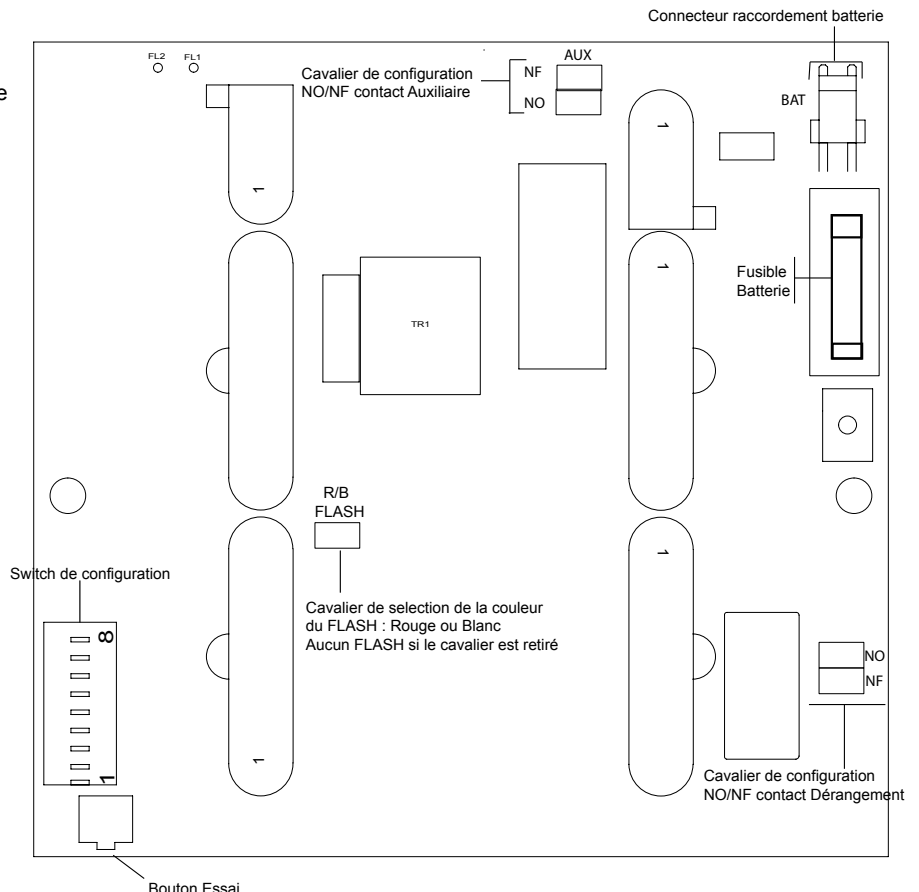 Connecteur raccordement batterie
FL2
FL1
AUX
Cavalier de configuration
NO/NF contact Auxiliaire
NF
NO
BAT
e
1
1
1
1
Fusible
Batterie
TR1
R/B
FLASH
1
Switch de configuration
Cavalier de selection de la couleur
du FLASH : Rouge ou Blanc
Aucun FLASH si le cavalier est retiré
8
NO
NF
1
1
Cavalier de configuration
NO/NF contact Dérangement
Bouton Essai